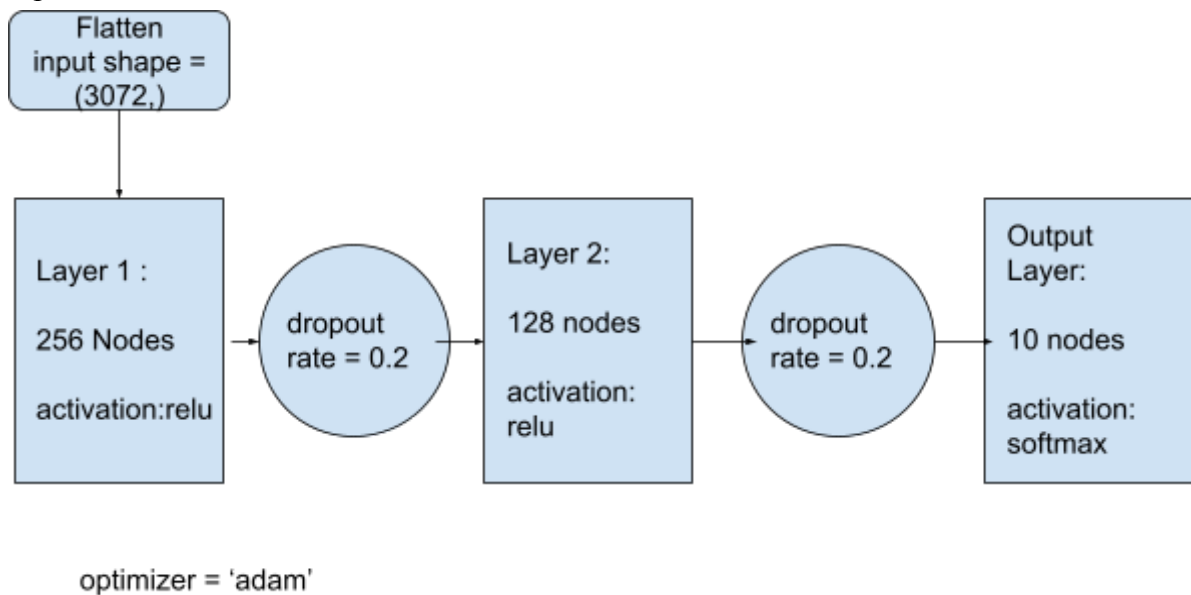 Flatten
input shape =
(3072,)
Layer 1 :
256 Nodes
activation:relu
dropout
rate = 0.2
Layer 2:
128 nodes
activation:
relu
dropout
rate = 0.2
Output
Layer:
10 nodes
activation:
softmax
optimizer = ‘adam’